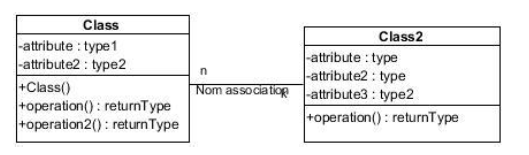 Class
-attribute : type1
-attribute2 : type2
+Class()
+operation() : returnType
+operation2() : returnType
n
Nom association
k
Class2
-attribute : type
-attribute2 : type
-attribute3 : type2
+operation() : returnType